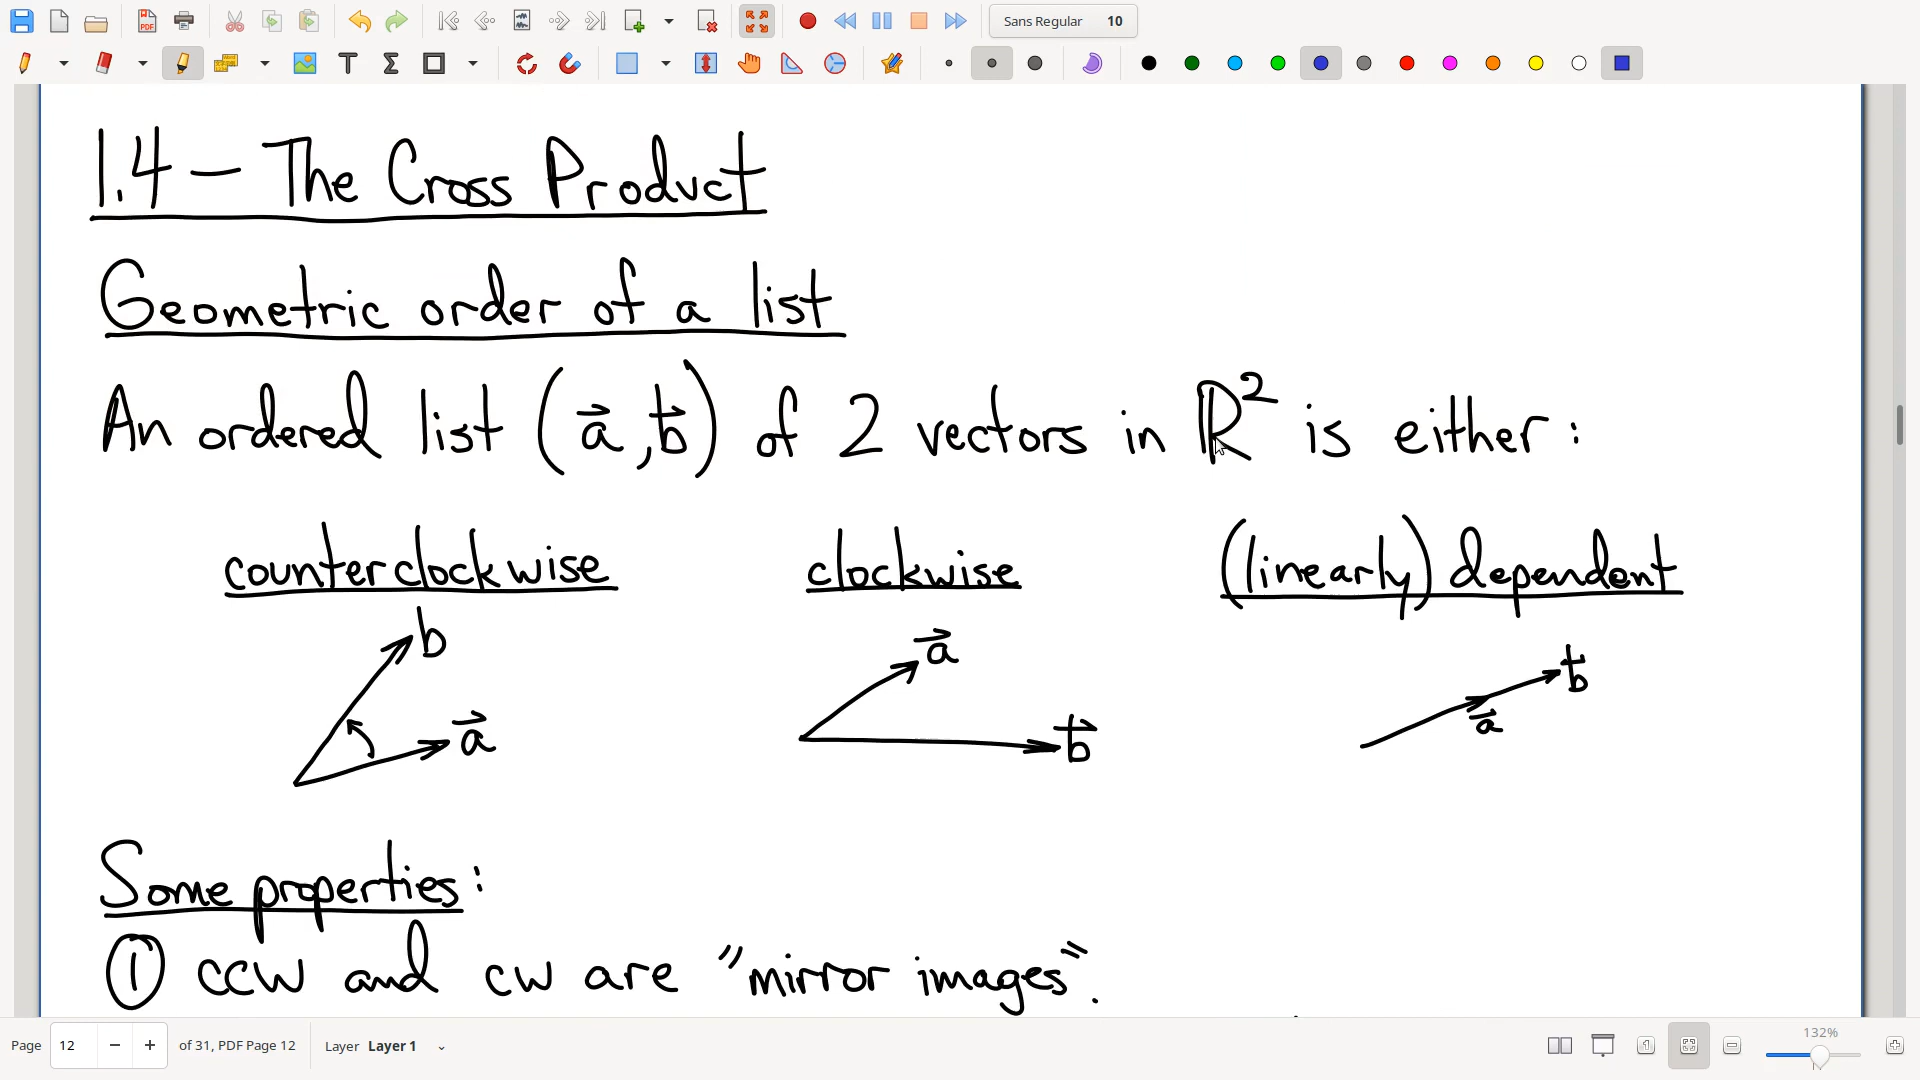 Sans Regular 10
1.4 – The Cross Product
Geometric order of a list
An ordered list (a⃗, b⃗) of 2 vectors in ℝ² is either:
counterclockwise clockwise (linearly) dependent
b a⃗ b⃗
a⃗ b⃗ a⃗
Some properties:
① ccw and cw are "mirror images".
Page 12 of 31, PDF Page 12 Layer Layer 1 132%